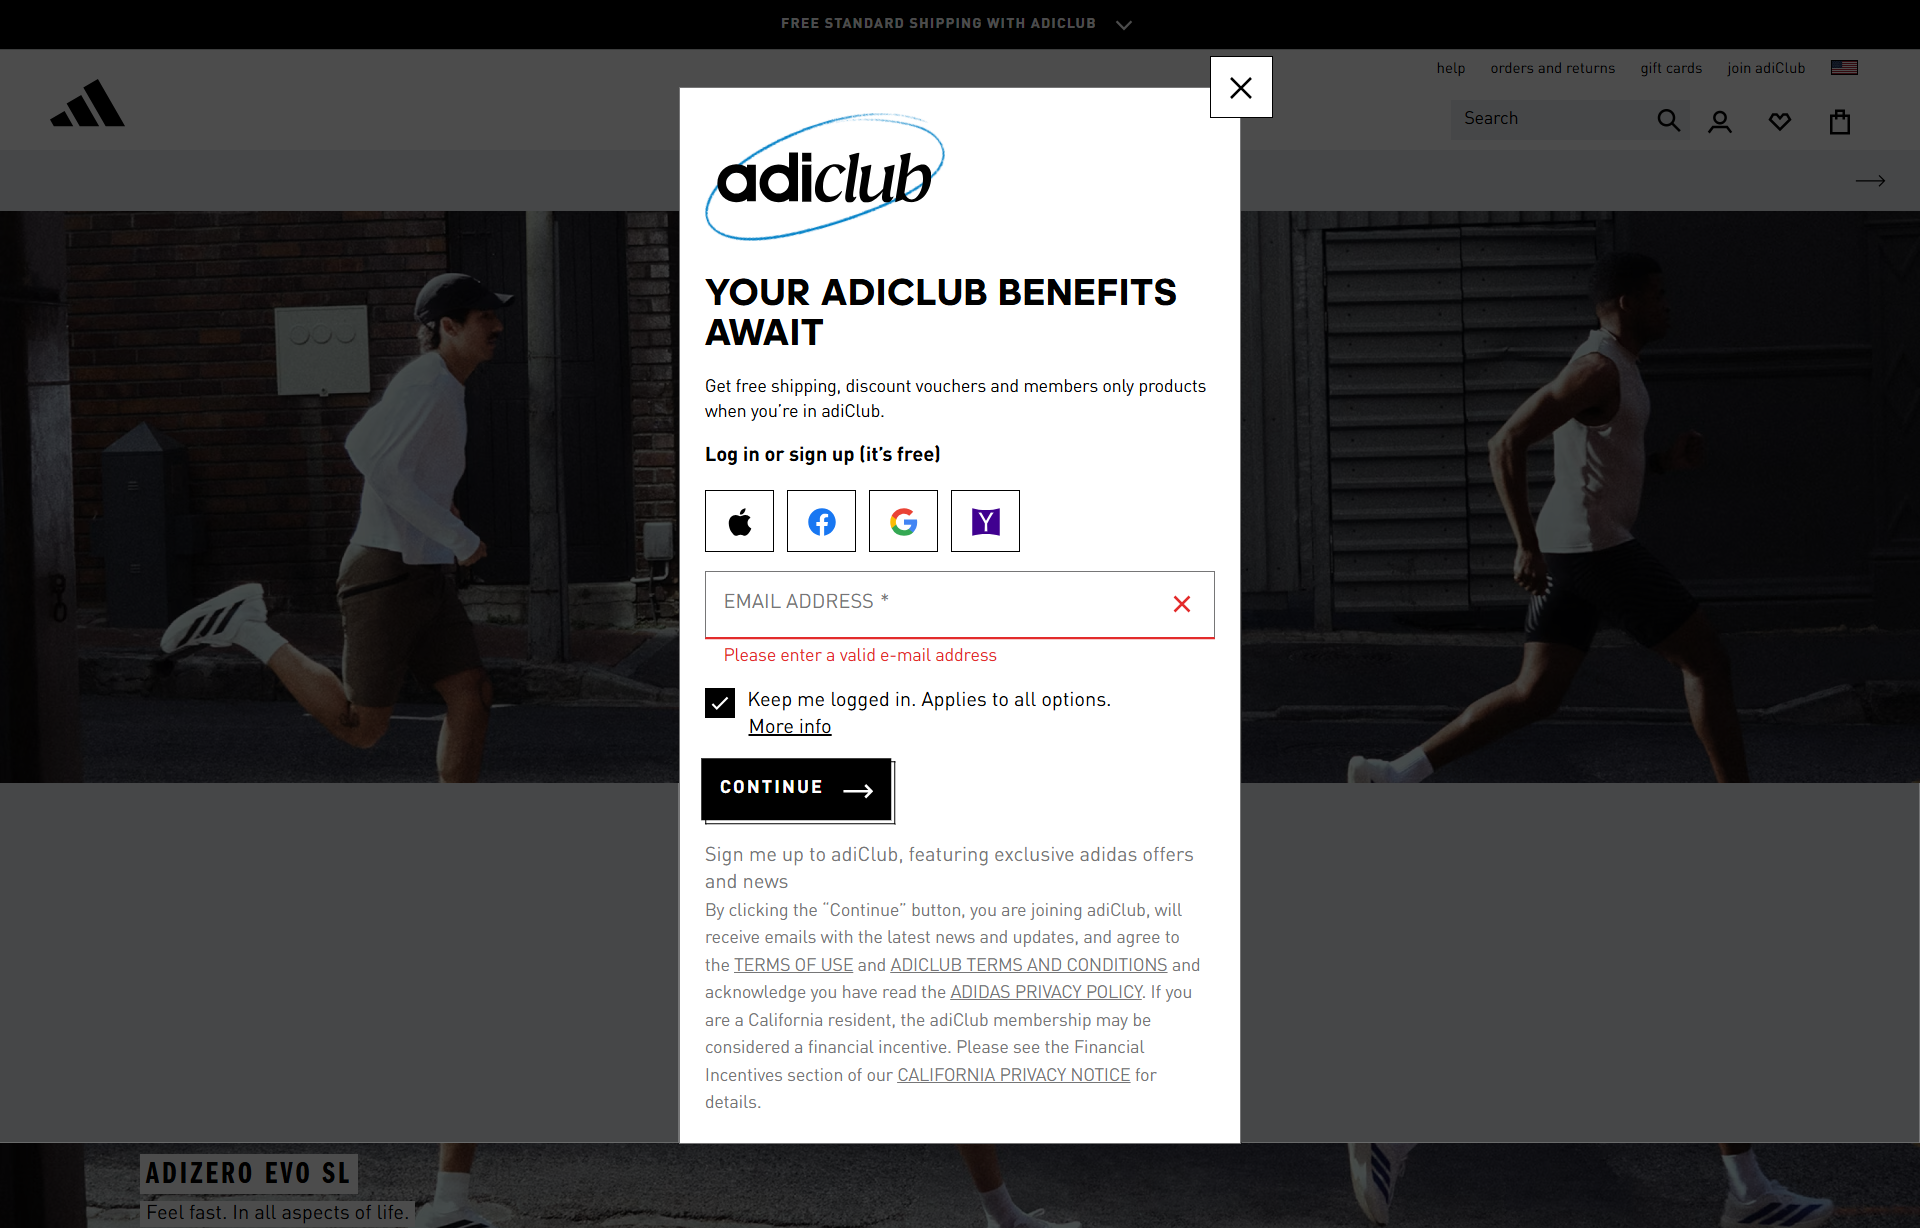 FREE STANDARD SHIPPING WITH ADICLUB
help orders and returns gift cards join adiClub
Search
adiclub
YOUR ADICLUB BENEFITS
AWAIT
Get free shipping, discount vouchers and members only products
when you’re in adiClub.
Log in or sign up (it’s free)
EMAIL ADDRESS *
Please enter a valid e-mail address
Keep me logged in. Applies to all options.
More info
CONTINUE
Sign me up to adiClub, featuring exclusive adidas offers
and news
By clicking the “Continue” button, you are joining adiClub, will
receive emails with the latest news and updates, and agree to
the TERMS OF USE and ADICLUB TERMS AND CONDITIONS and
acknowledge you have read the ADIDAS PRIVACY POLICY. If you
are a California resident, the adiClub membership may be
considered a financial incentive. Please see the Financial
Incentives section of our CALIFORNIA PRIVACY NOTICE for
details.
ADIZERO EVO SL
Feel fast. In all aspects of life.